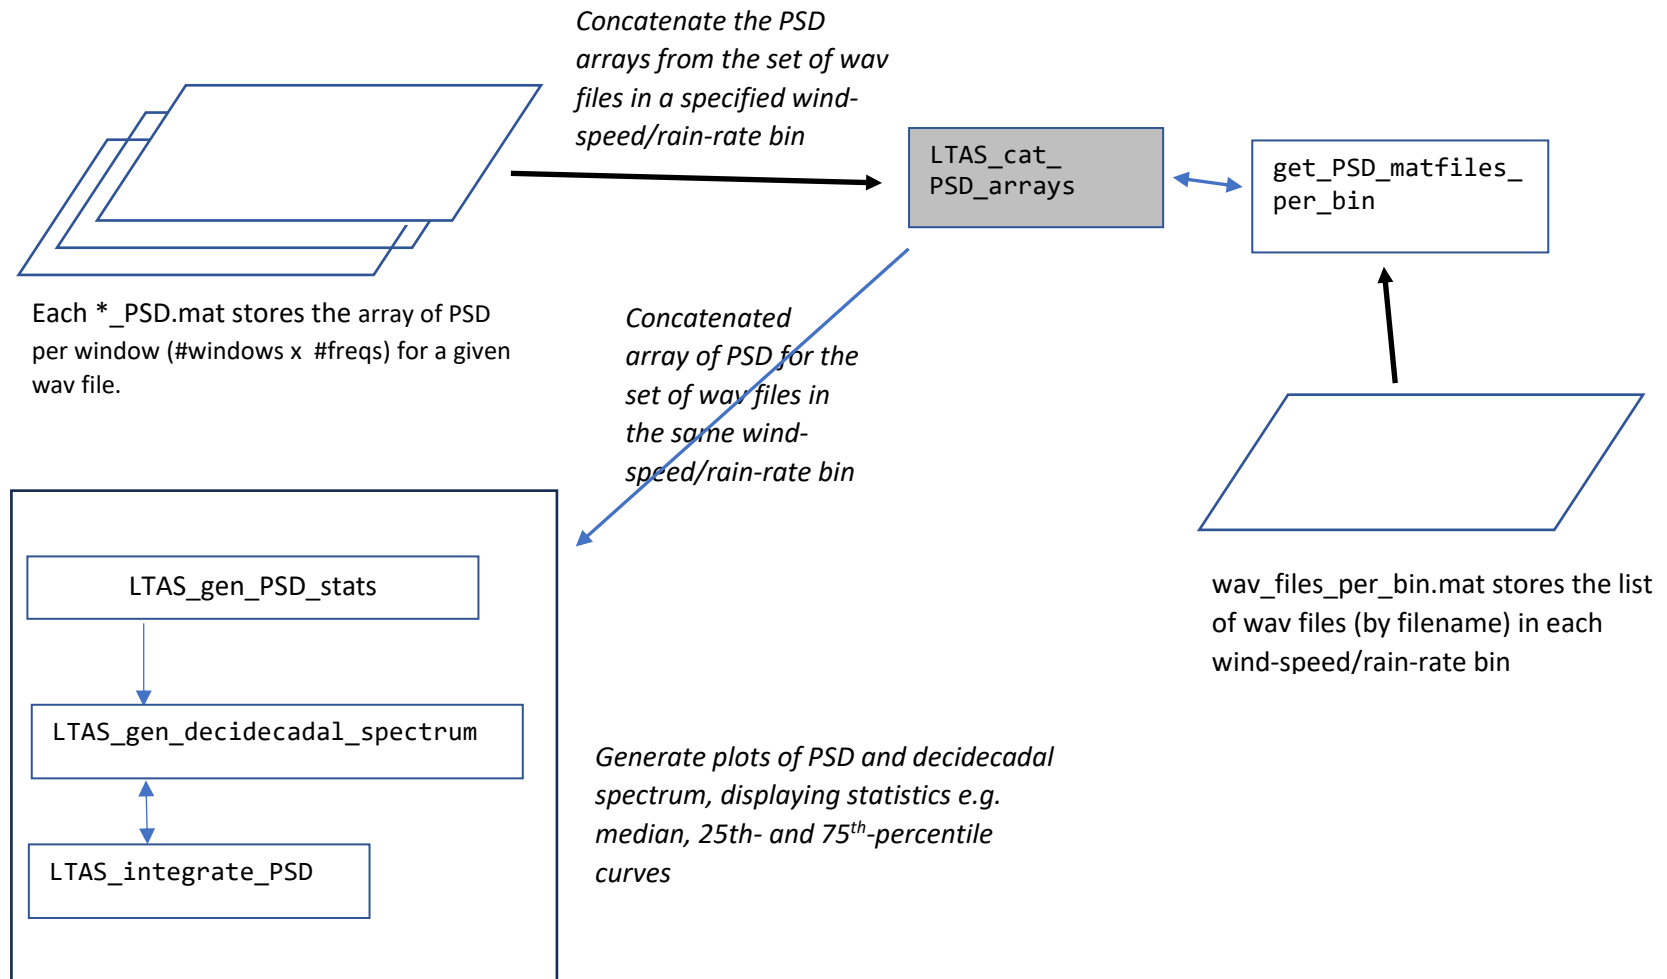 Concatenate the PSD
arrays from the set of wav
files in a specified wind-
speed/rain-rate bin
LTAS_cat_
PSD_arrays
get_PSD_matfiles_
per_bin
Each *_PSD.mat stores the array of PSD
per window (#windows x #freqs) for a given
wav file.
Concatenated
array of PSD for the
set of wav files in
the same wind-
speed/rain-rate bin
wav_files_per_bin.mat stores the list
of wav files (by filename) in each
wind-speed/rain-rate bin
LTAS_gen_PSD_stats
LTAS_gen_decidecadal_spectrum
LTAS_integrate_PSD
Generate plots of PSD and decidecadal
spectrum, displaying statistics e.g.
median, 25th- and 75th-percentile
curves